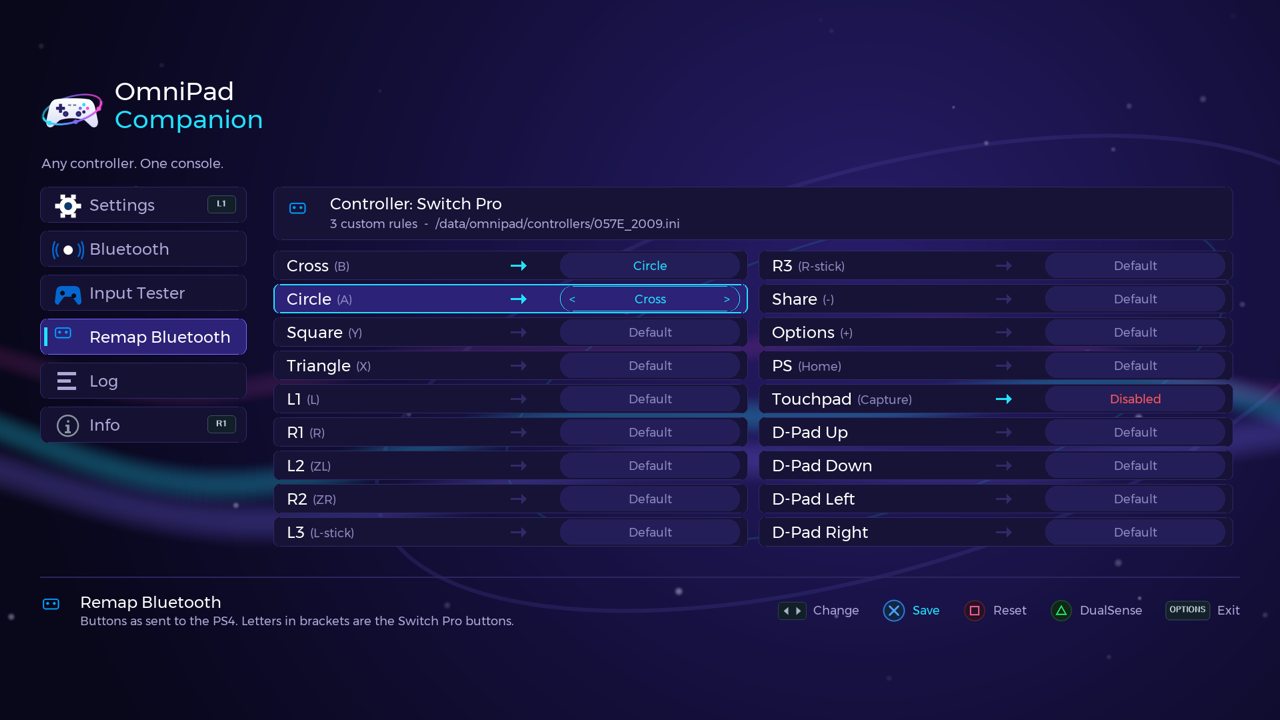 OmniPad
Companion
Any controller. One console.
Settings L1
Bluetooth
Input Tester
Remap Bluetooth
Log
Info R1
Controller: Switch Pro
3 custom rules - /data/omnipad/controllers/057E_2009.ini
Cross (B) → Circle
Circle (A) → < Cross >
Square (Y) → Default
Triangle (X) → Default
L1 (L) → Default
R1 (R) → Default
L2 (ZL) → Default
R2 (ZR) → Default
L3 (L-stick) → Default
R3 (R-stick) → Default
Share (-) → Default
Options (+) → Default
PS (Home) → Default
Touchpad (Capture) → Disabled
D-Pad Up → Default
D-Pad Down → Default
D-Pad Left → Default
D-Pad Right → Default
Remap Bluetooth
Buttons as sent to the PS4. Letters in brackets are the Switch Pro buttons.
Change Save Reset DualSense OPTIONS Exit